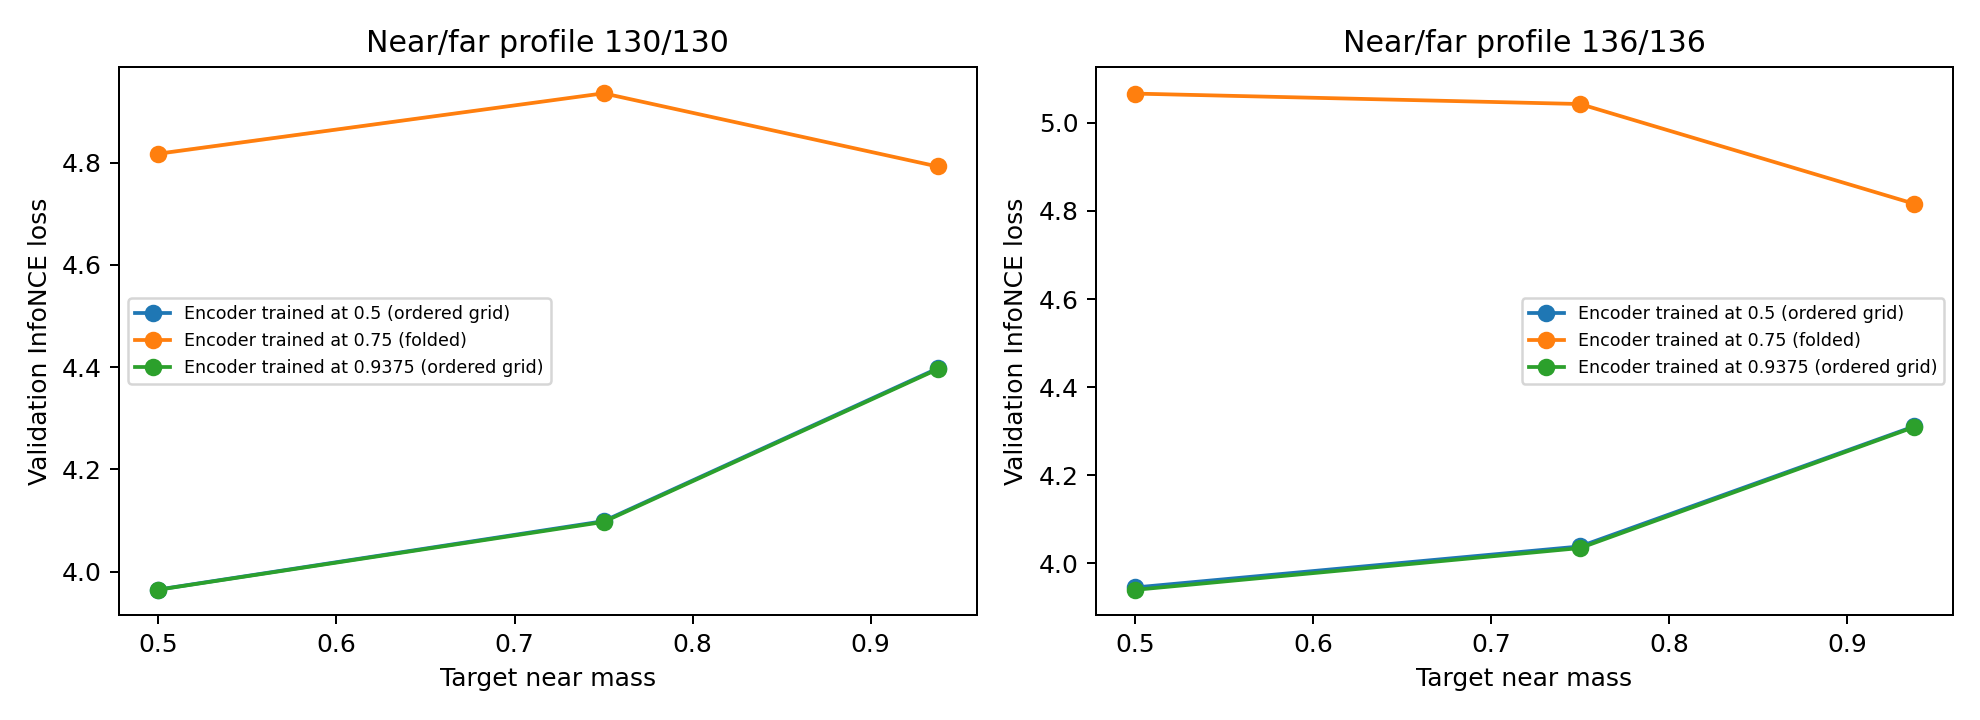 Near/far profile 130/130
Validation InfoNCE loss
4.8
4.6
4.4
4.2
4.0
Encoder trained at 0.5 (ordered grid)
Encoder trained at 0.75 (folded)
Encoder trained at 0.9375 (ordered grid)
0.5 0.6 0.7 0.8 0.9
Target near mass
Near/far profile 136/136
Validation InfoNCE loss
5.0
4.8
4.6
4.4
4.2
4.0
Encoder trained at 0.5 (ordered grid)
Encoder trained at 0.75 (folded)
Encoder trained at 0.9375 (ordered grid)
0.5 0.6 0.7 0.8 0.9
Target near mass